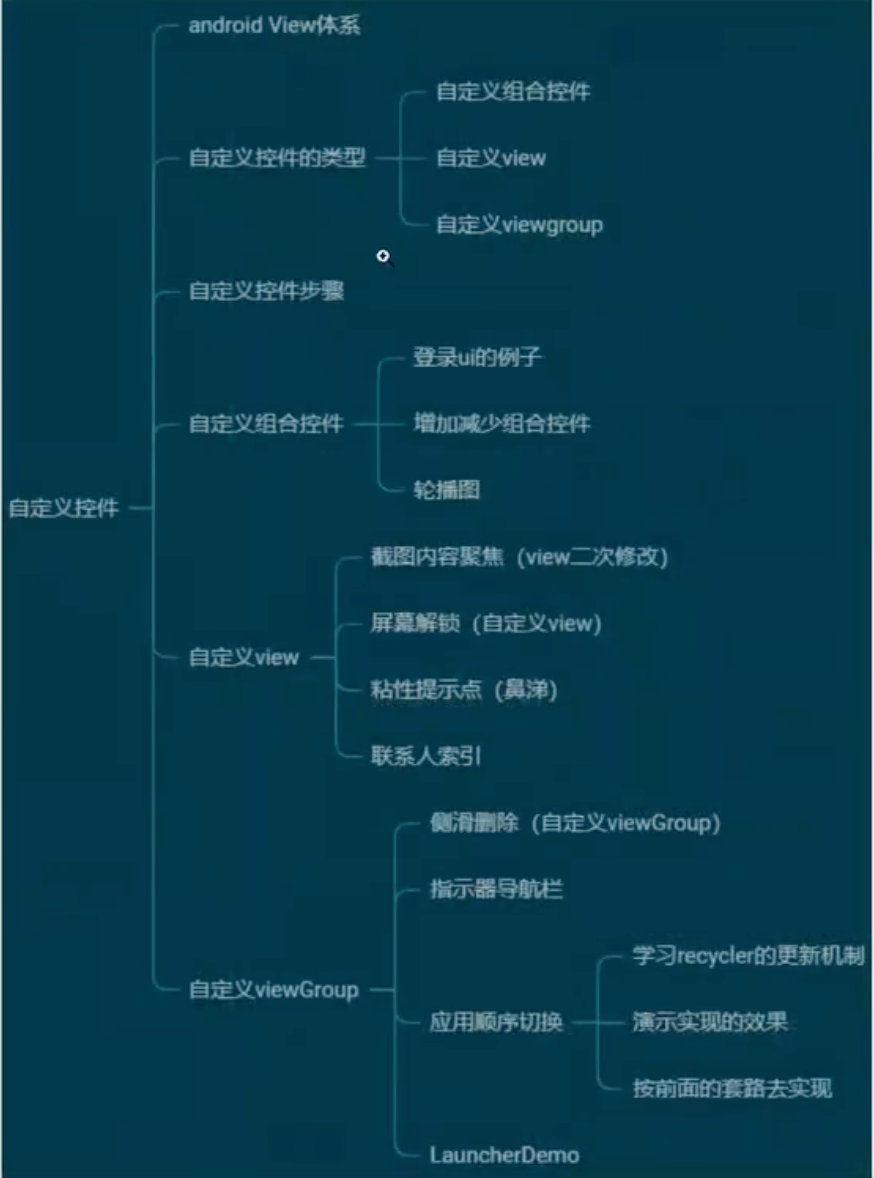 android View体系
自定义组合控件
自定义控件的类型
自定义view
自定义viewgroup
自定义控件步骤
登录ui的例子
自定义组合控件
增加减少组合控件
轮播图
自定义控件
截图内容聚焦（view二次修改）
屏幕解锁（自定义view）
自定义view
粘性提示点（鼻涕）
联系人索引
侧滑删除（自定义viewGroup）
指示器导航栏
学习recycler的更新机制
自定义viewGroup
应用顺序切换
演示实现的效果
按前面的套路去实现
LauncherDemo